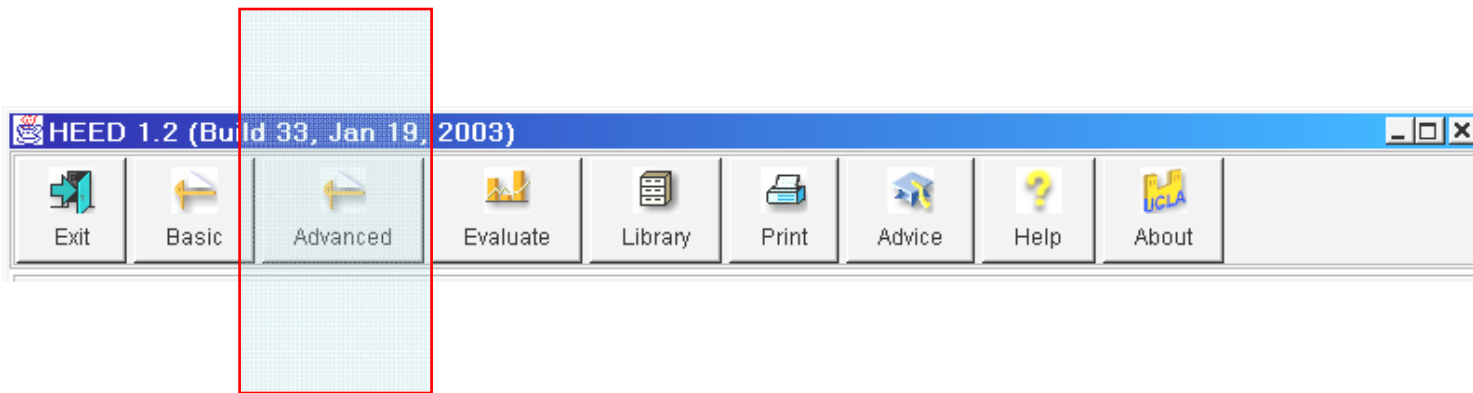 HEED 1.2 (Build 33, Jan 19, 2003)
Exit Basic Advanced Evaluate Library Print Advice Help UCLA About